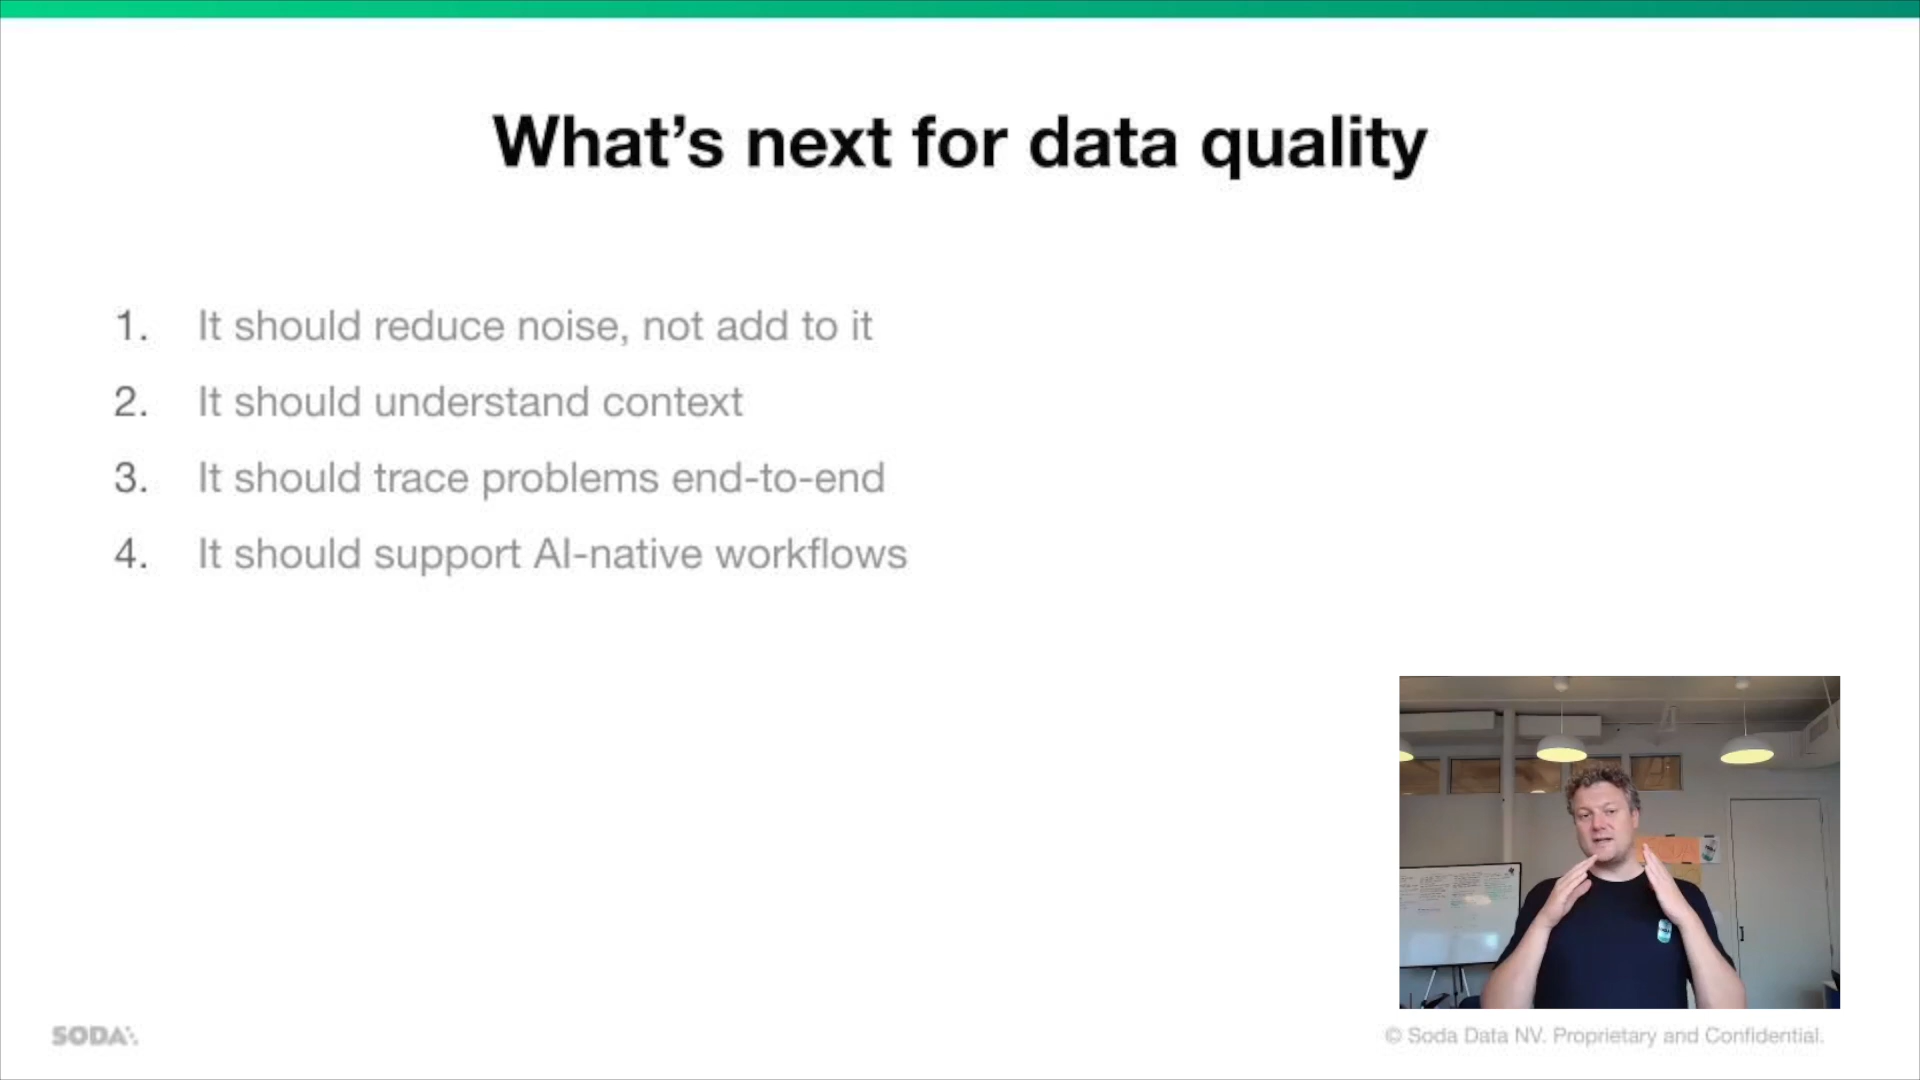 What's next for data quality
1. It should reduce noise, not add to it
2. It should understand context
3. It should trace problems end-to-end
4. It should support AI-native workflows
SODA
© Soda Data NV. Proprietary and Confidential.